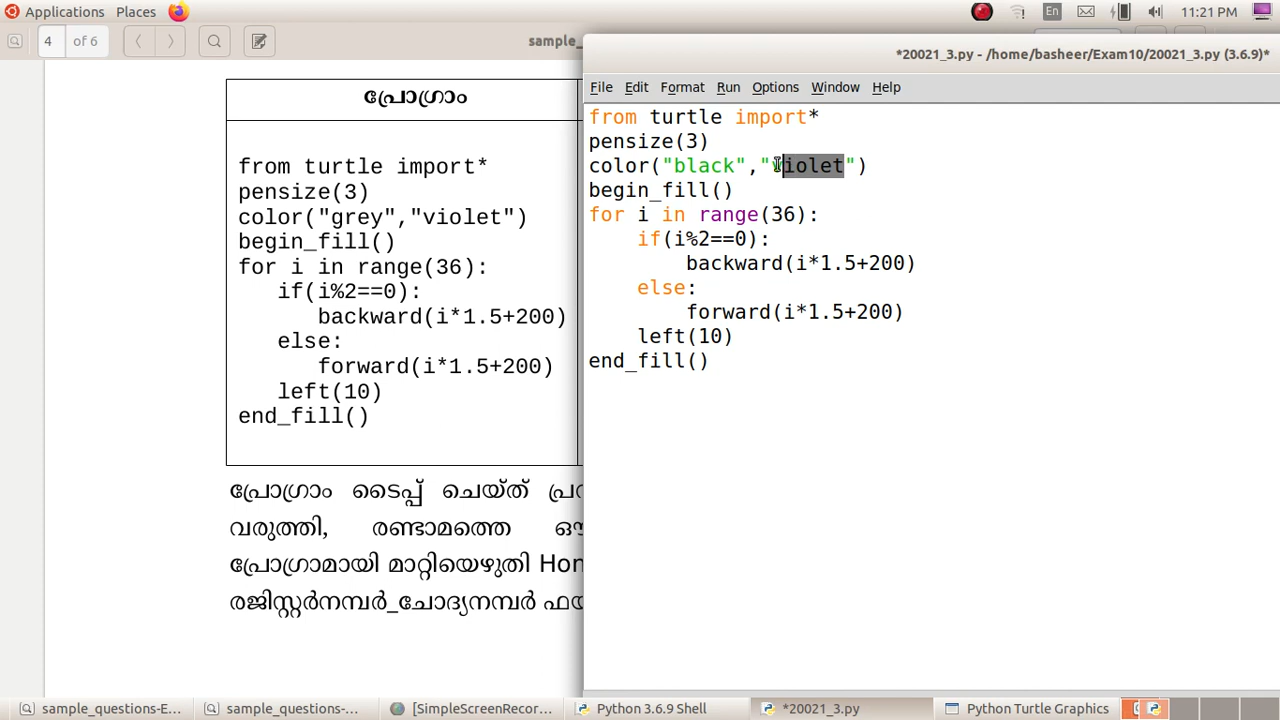 Applications Places En 11:21 PM
4 of 6 sample_
*20021_3.py - /home/basheer/Exam10/20021_3.py (3.6.9)*
File Edit Format Run Options Window Help
പ്രോഗ്രാം
from turtle import*
pensize(3)
color("grey","violet")
begin_fill()
for i in range(36):
if(i%2==0):
backward(i*1.5+200)
else:
forward(i*1.5+200)
left(10)
end_fill()
പ്രോഗ്രാം ടൈപ്പ് ചെയ്ത് പ്ര
വരുത്തി, രണ്ടാമത്തെ ഔ
പ്രോഗ്രാമായി മാറ്റിയെഴുതി Hon
രജിസ്റ്റർനമ്പർ_ചോദ്യനമ്പർ ഫയ
from turtle import*
pensize(3)
color("black","violet")
begin_fill()
for i in range(36):
if(i%2==0):
backward(i*1.5+200)
else:
forward(i*1.5+200)
left(10)
end_fill()
sample_questions-E... sample_questions-... [SimpleScreenRecor... Python 3.6.9 Shell *20021_3.py Python Turtle Graphics